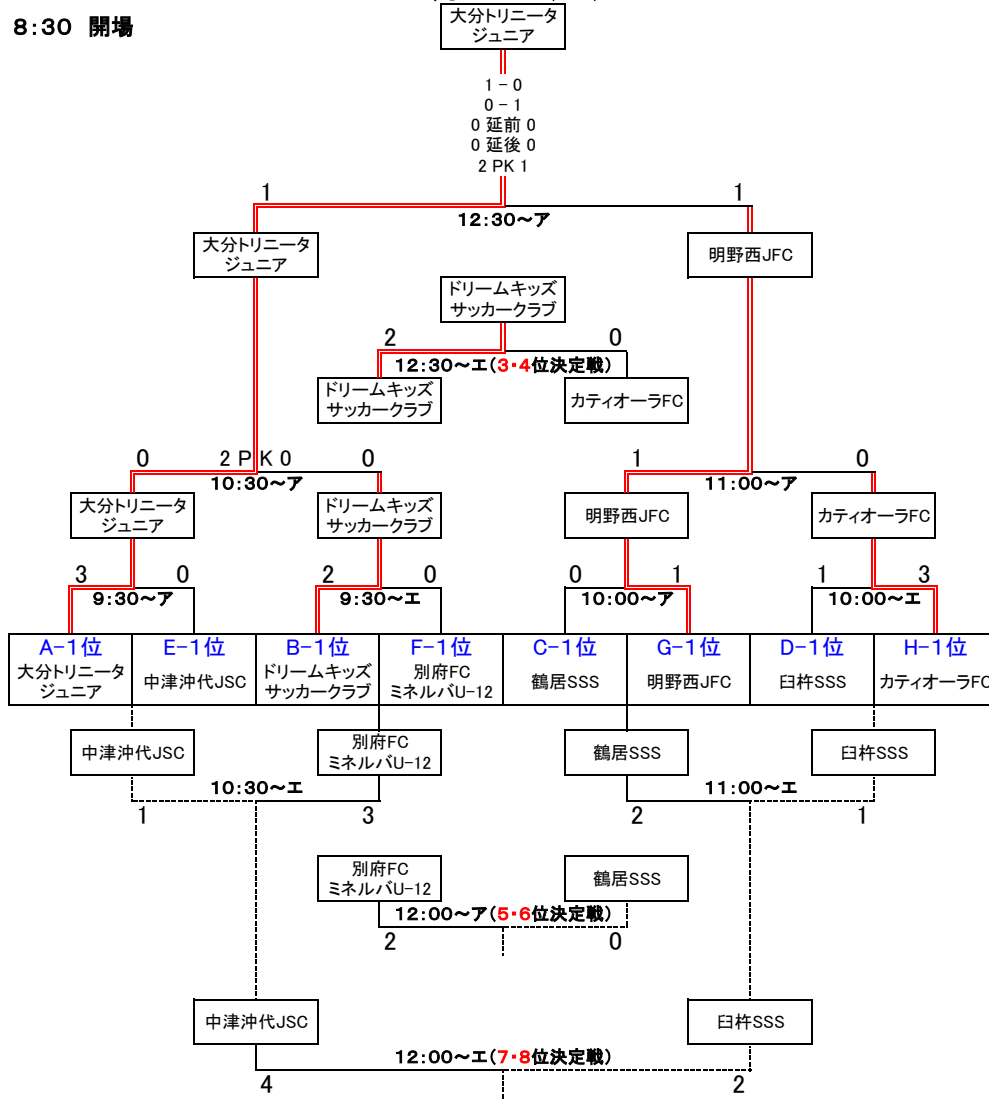 8:30 開場
大分トリニータ
ジュニア
1 - 0
0 - 1
0 延前 0
0 延後 0
2 PK 1
1
1
12:30～ア
大分トリニータ
ジュニア
明野西JFC
ドリームキッズ
サッカークラブ
2
0
12:30～エ(3・4位決定戦)
ドリームキッズ
サッカークラブ
カティオーラFC
0
2 P K 0
0
1
0
10:30～ア
11:00～ア
大分トリニータ
ジュニア
ドリームキッズ
サッカークラブ
明野西JFC
カティオーラFC
3
0
2
0
0
1
1
3
9:30～ア
9:30～エ
10:00～ア
10:00～エ
A-1位
E-1位
B-1位
F-1位
C-1位
G-1位
D-1位
H-1位
大分トリニータ
ジュニア
中津沖代JSC
ドリームキッズ
サッカークラブ
別府FC
ミネルバU-12
鶴居SSS
明野西JFC
臼杵SSS
カティオーラFC
中津沖代JSC
別府FC
ミネルバU-12
鶴居SSS
臼杵SSS
10:30～エ
11:00～エ
1
3
2
1
別府FC
ミネルバU-12
鶴居SSS
12:00～ア(5・6位決定戦)
2
0
中津沖代JSC
臼杵SSS
12:00～エ(7・8位決定戦)
4
2